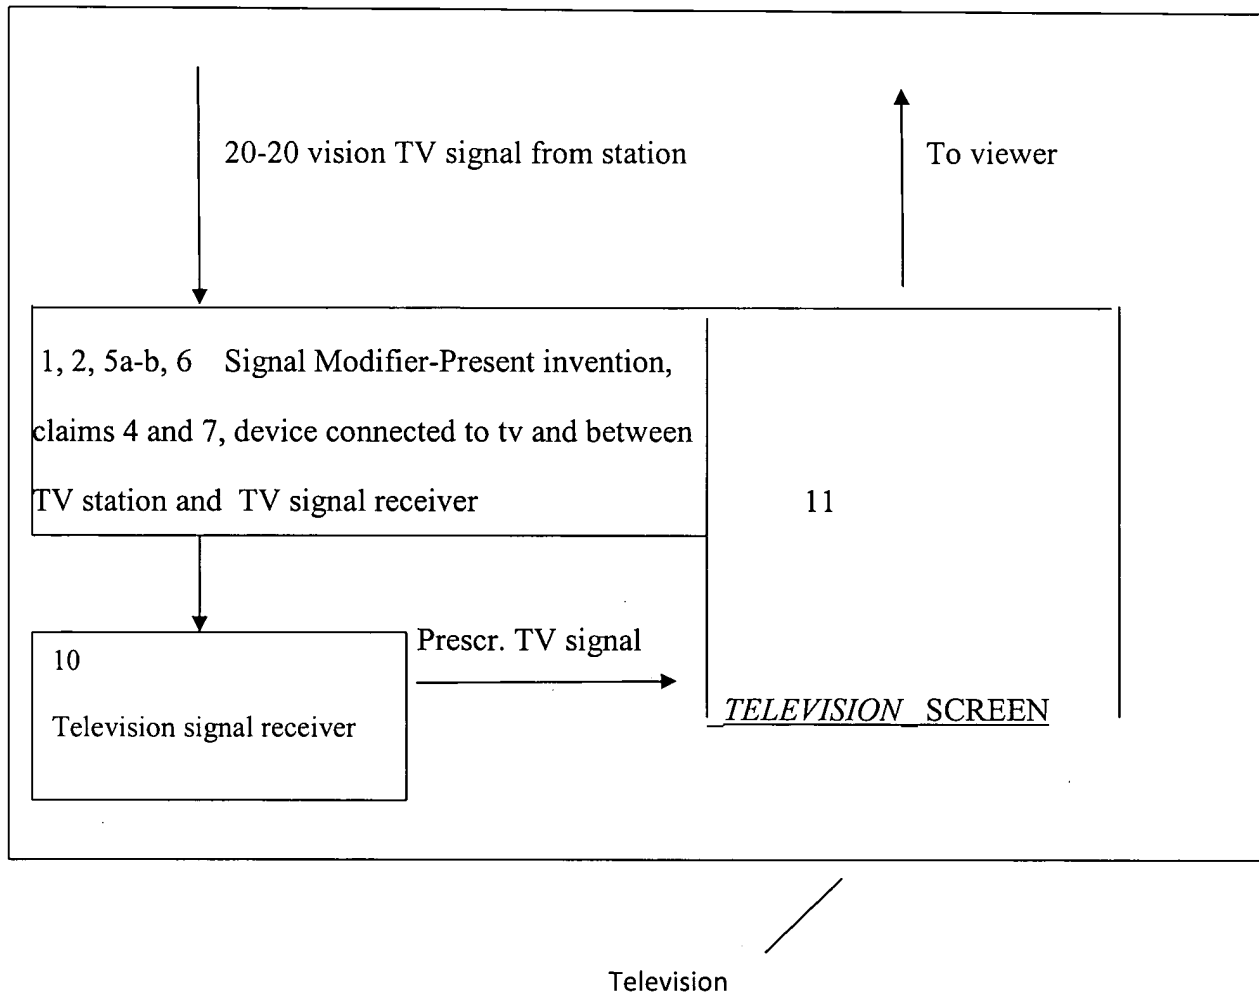 20-20 vision TV signal from station
To viewer
1, 2, 5a-b, 6 Signal Modifier-Present invention,
claims 4 and 7, device connected to tv and between
TV station and TV signal receiver
11
10
Television signal receiver
Prescr. TV signal
TELEVISION SCREEN
Television